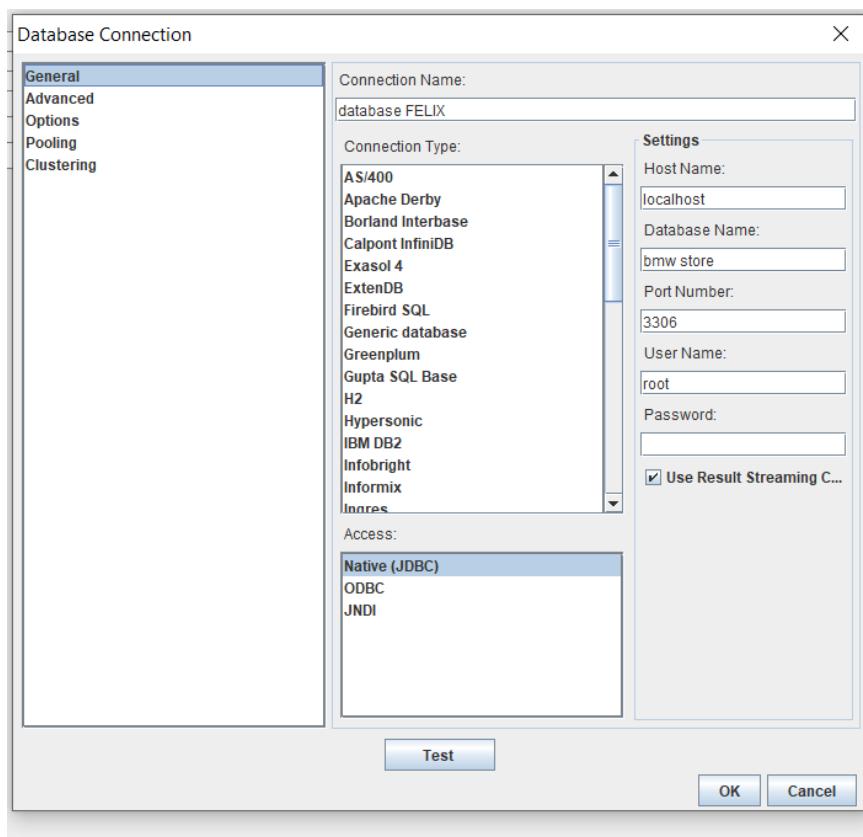 Database Connection
General
Advanced
Options
Pooling
Clustering
Connection Name:
database FELIX
Connection Type:
AS/400
Apache Derby
Borland Interbase
Calpont InfiniDB
Exasol 4
ExtenDB
Firebird SQL
Generic database
Greenplum
Gupta SQL Base
H2
Hypersonic
IBM DB2
Infobright
Informix
Ingres
Access:
Native (JDBC)
ODBC
JNDI
Settings
Host Name:
localhost
Database Name:
bmw store
Port Number:
3306
User Name:
root
Password:
Use Result Streaming C...
Test
OK
Cancel